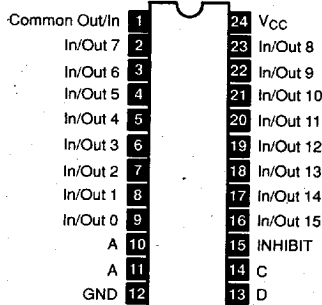 Common Out/In 1 24 VCC
In/Out 7 2 23 In/Out 8
In/Out 6 3 22 In/Out 9
In/Out 5 4 21 In/Out 10
In/Out 4 5 20 In/Out 11
In/Out 3 6 19 In/Out 12
In/Out 2 7 18 In/Out 13
In/Out 1 8 17 In/Out 14
In/Out 0 9 16 In/Out 15
A 10 15 INHIBIT
A 11 14 C
GND 12 13 D